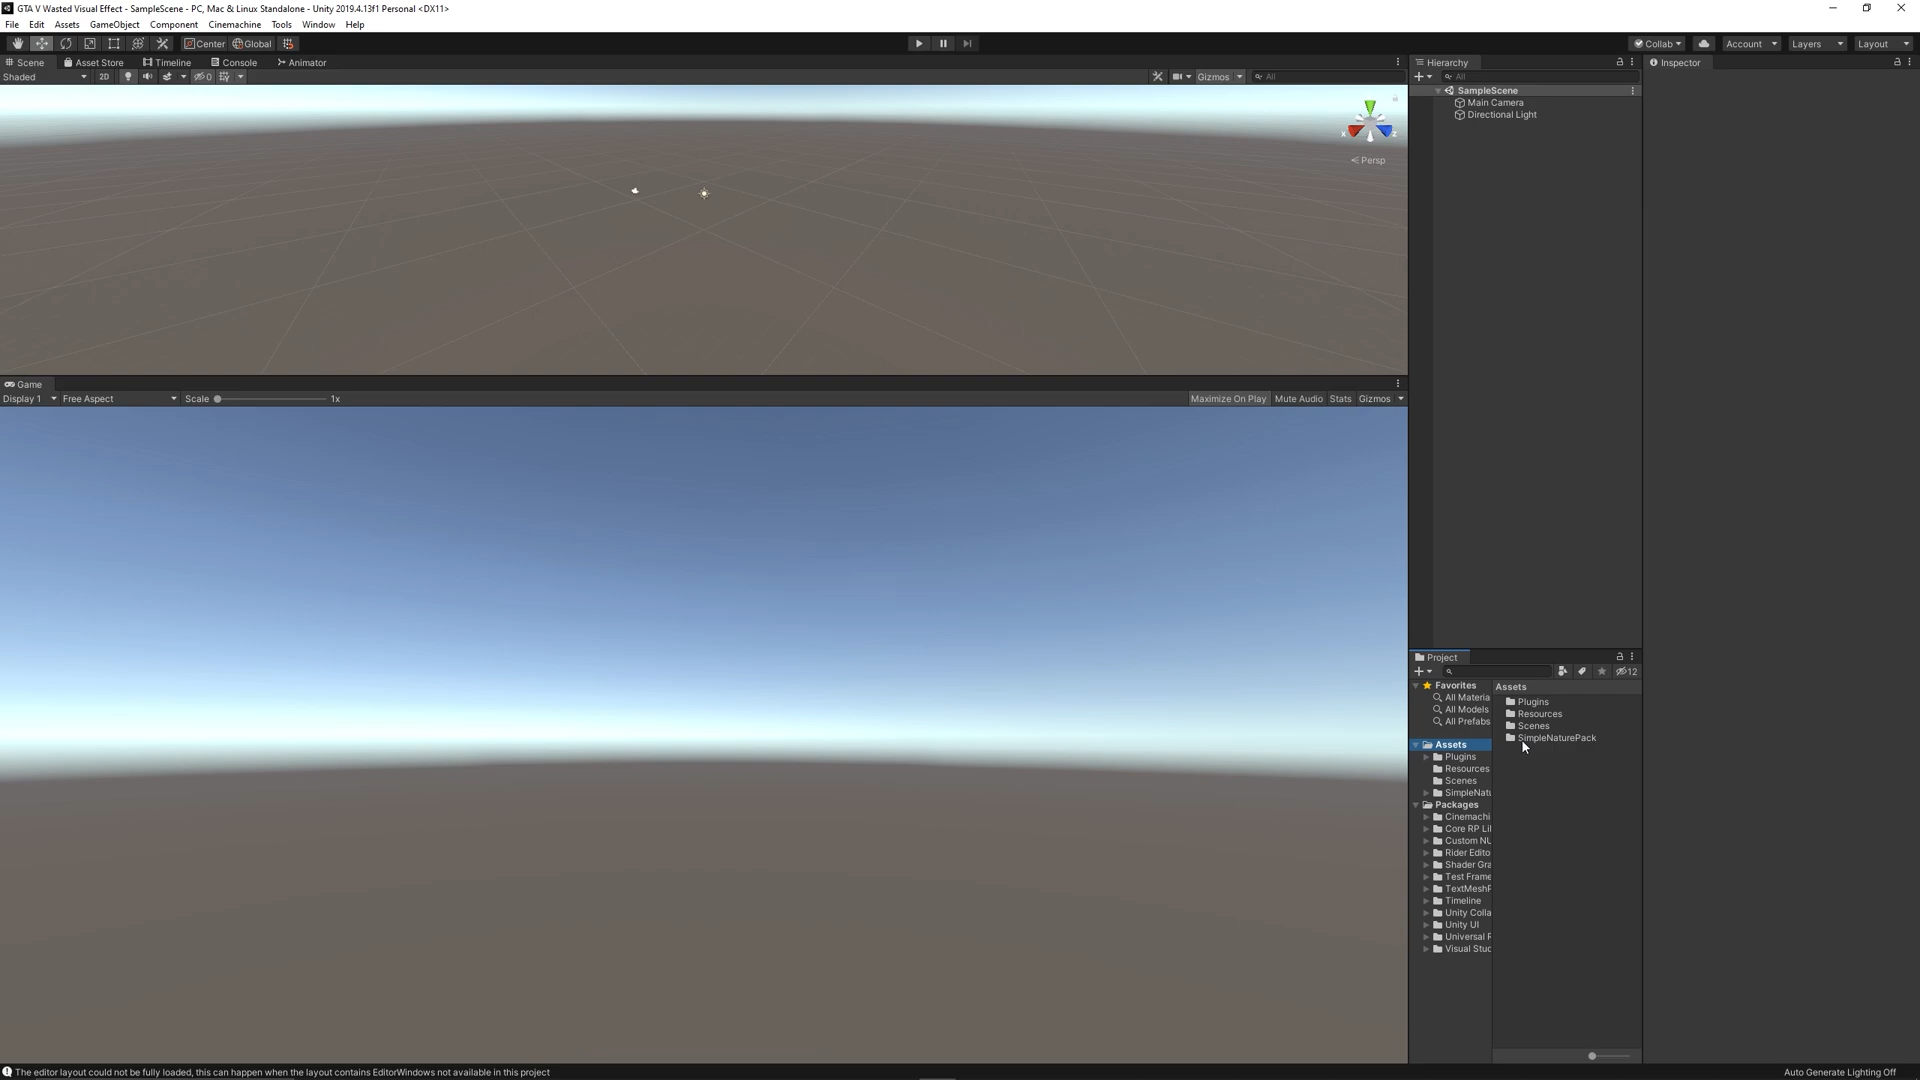 GTA V Wasted Visual Effect - SampleScene - PC, Mac & Linux Standalone - Unity 2019.4.13f1 Personal <DX11>
File Edit Assets GameObject Component Cinemachine Tools Window Help
Center Global
Collab Account Layers Layout
Scene Asset Store Timeline Console Animator
Shaded 2D 0 Gizmos All
x z
Persp
Game
Display 1 Free Aspect Scale 1x Maximize On Play Mute Audio Stats Gizmos
Hierarchy
All
SampleScene
Main Camera
Directional Light
Inspector
Project
12
Favorites
All Materia
All Models
All Prefabs
Assets
Plugins
Resources
Scenes
SimpleNatu
Packages
Cinemachi
Core RP Li
Custom NU
Rider Edito
Shader Gra
Test Frame
TextMeshP
Timeline
Unity Colla
Unity UI
Universal R
Visual Stud
Assets
Plugins
Resources
Scenes
SimpleNaturePack
The editor layout could not be fully loaded, this can happen when the layout contains EditorWindows not available in this project
Auto Generate Lighting Off